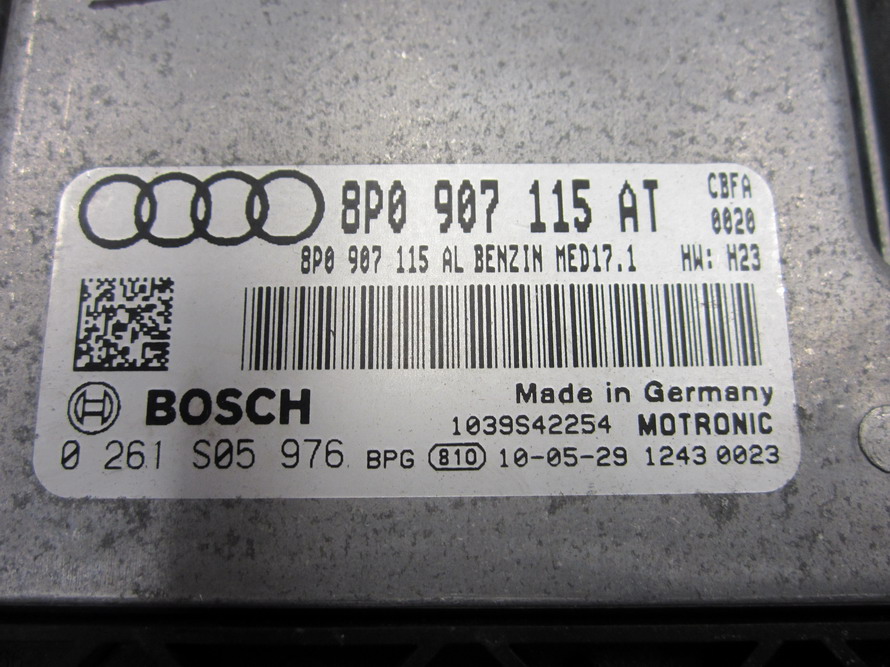 8P0 907 115 AT CBFA
0020
8P0 907 115 AL BENZIN MED17.1 HW: H23
BOSCH
Made in Germany
1039S42254 MOTRONIC
0 261 S05 976 BPG 810 10-05-29 1243 0023